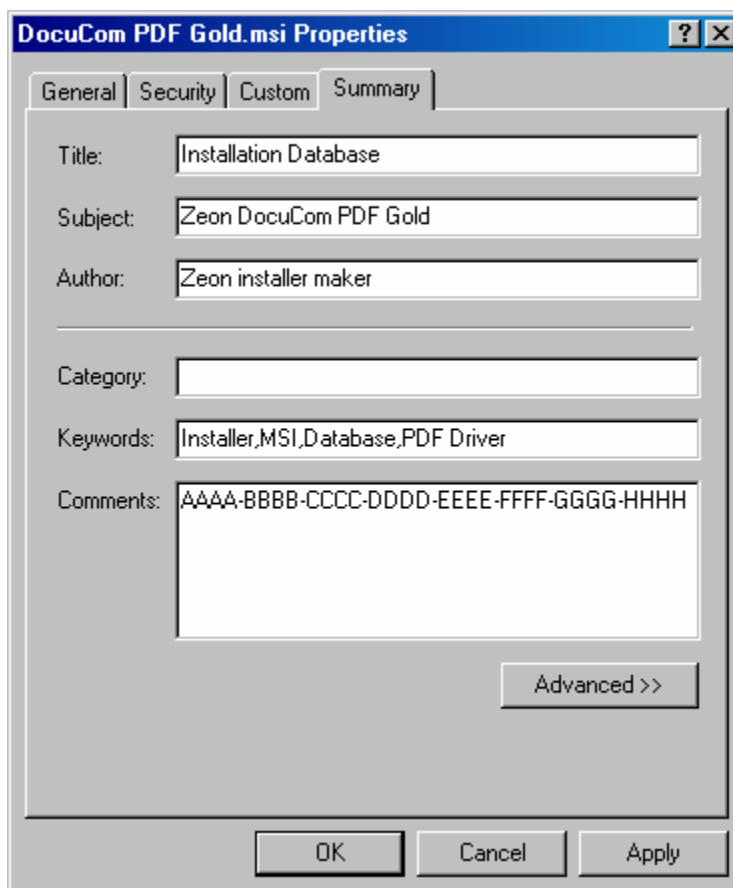 DocuCom PDF Gold.msi Properties
General Security Custom Summary
Title: Installation Database
Subject: Zeon DocuCom PDF Gold
Author: Zeon installer maker
Category:
Keywords: Installer,MSI,Database,PDF Driver
Comments: AAAA-BBBB-CCCC-DDDD-EEEE-FFFF-GGGG-HHHH
Advanced >>
OK Cancel Apply